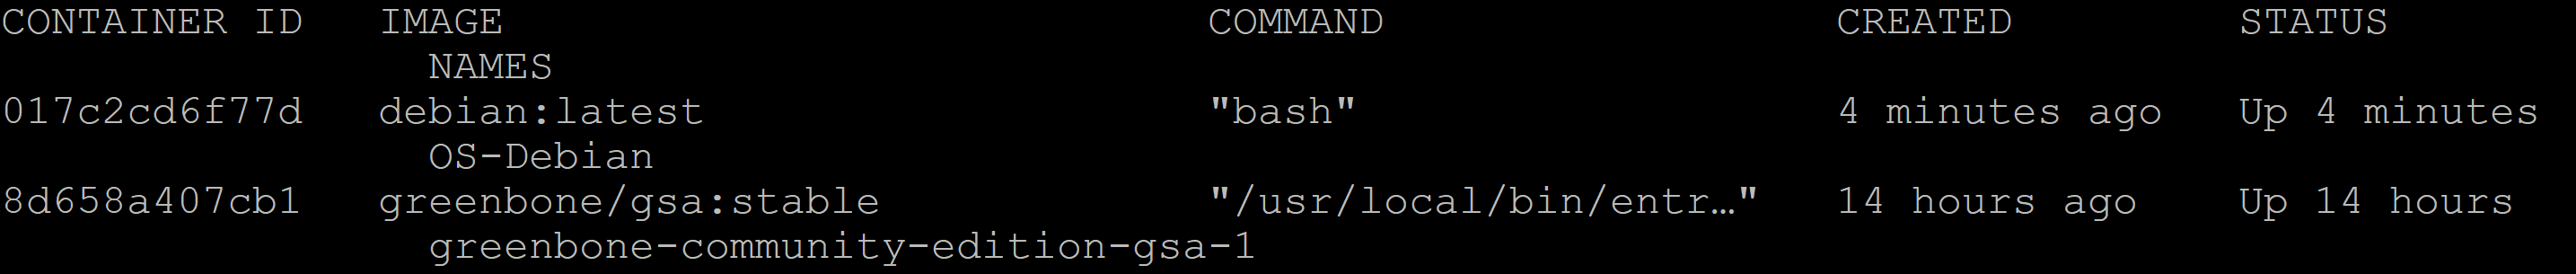 CONTAINER ID   IMAGE   COMMAND   CREATED   STATUS
NAMES
017c2cd6f77d   debian:latest   "bash"   4 minutes ago   Up 4 minutes
OS-Debian
8d658a407cb1   greenbone/gsa:stable   "/usr/local/bin/entr…"   14 hours ago   Up 14 hours
greenbone-community-edition-gsa-1